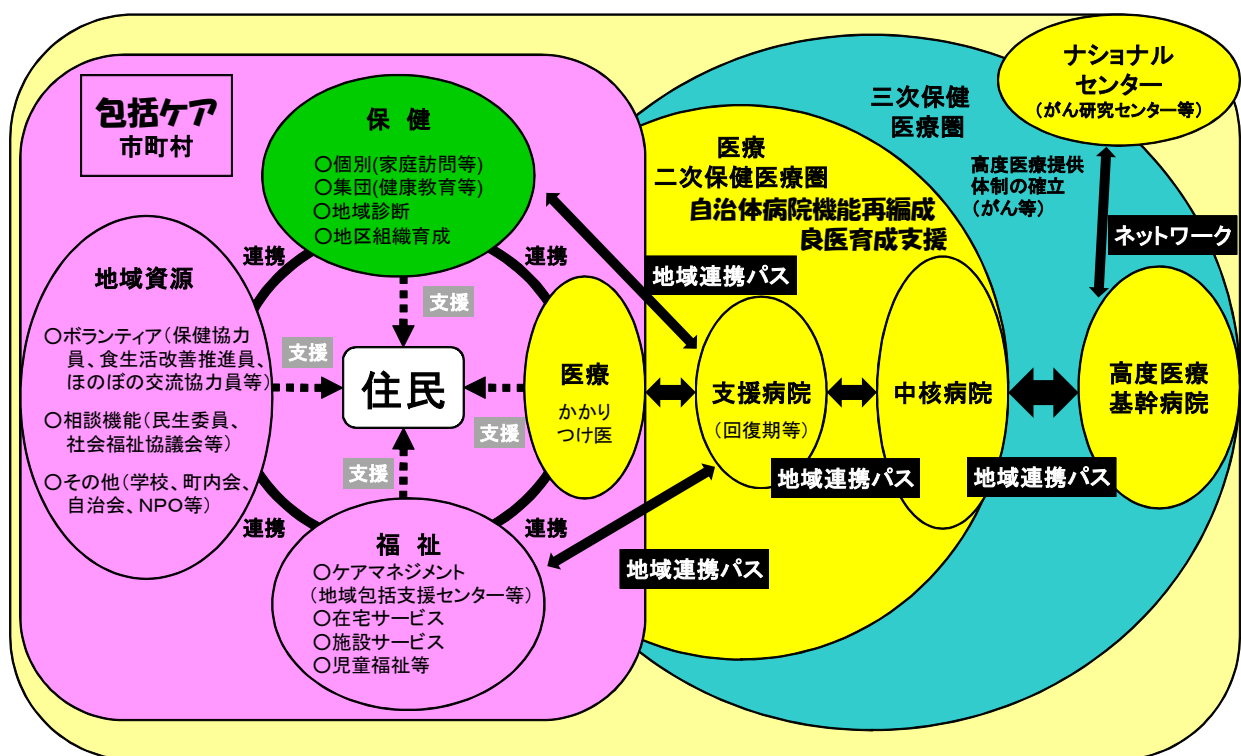 包括ケア
市町村
保 健
○個別(家庭訪問等)
○集団(健康教育等)
○地域診断
○地区組織育成
地域資源
○ボランティア(保健協力
員、食生活改善推進員、
ほのぼの交流協力員等)
○相談機能(民生委員、
社会福祉協議会等)
○その他(学校、町内会、
自治会、NPO等)
連携
連携
連携
連携
支援
支援
支援
支援
住民
医療
かかり
つけ医
福 祉
○ケアマネジメント
(地域包括支援センター等)
○在宅サービス
○施設サービス
○児童福祉等
医療
二次保健医療圏
自治体病院機能再編成
良医育成支援
地域連携パス
支援病院
(回復期等)
中核病院
地域連携パス
地域連携パス
地域連携パス
三次保健
医療圏
高度医療提供
体制の確立
(がん等)
ナショナル
センター
(がん研究センター等)
ネットワーク
高度医療
基幹病院